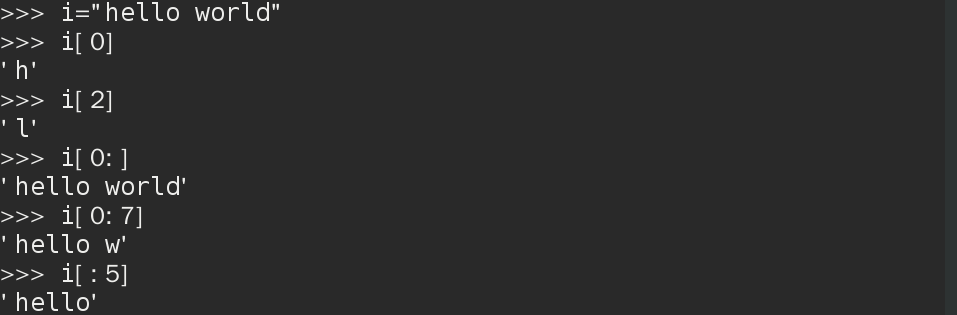 >>> i="hello world"
>>> i[0]
'h'
>>> i[2]
'l'
>>> i[0:]
'hello world'
>>> i[0:7]
'hello w'
>>> i[:5]
'hello'